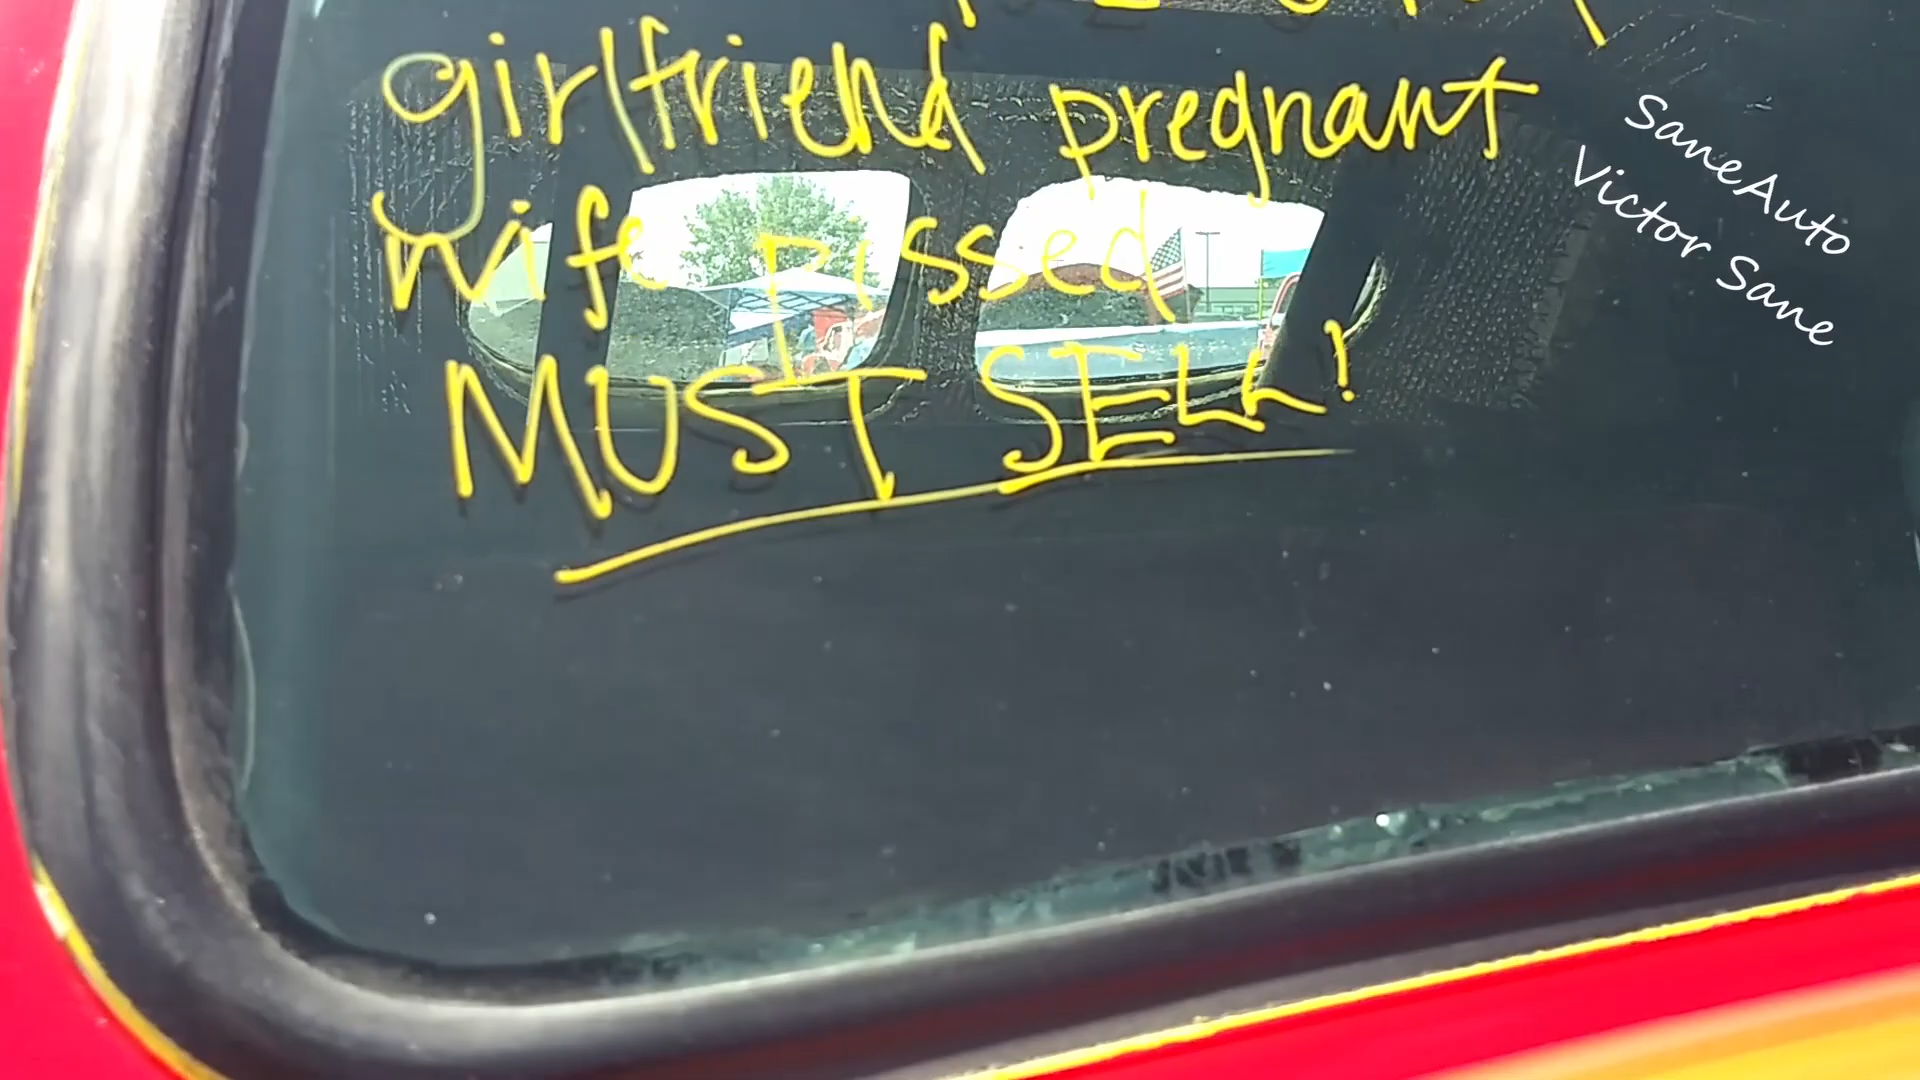 girlfriend pregnant
wife pissed
MUST SELL!
SaneAuto
Victor Sane